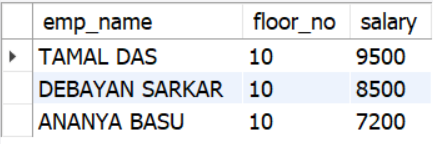 emp_name floor_no salary
TAMAL DAS 10 9500
DEBAYAN SARKAR 10 8500
ANANYA BASU 10 7200